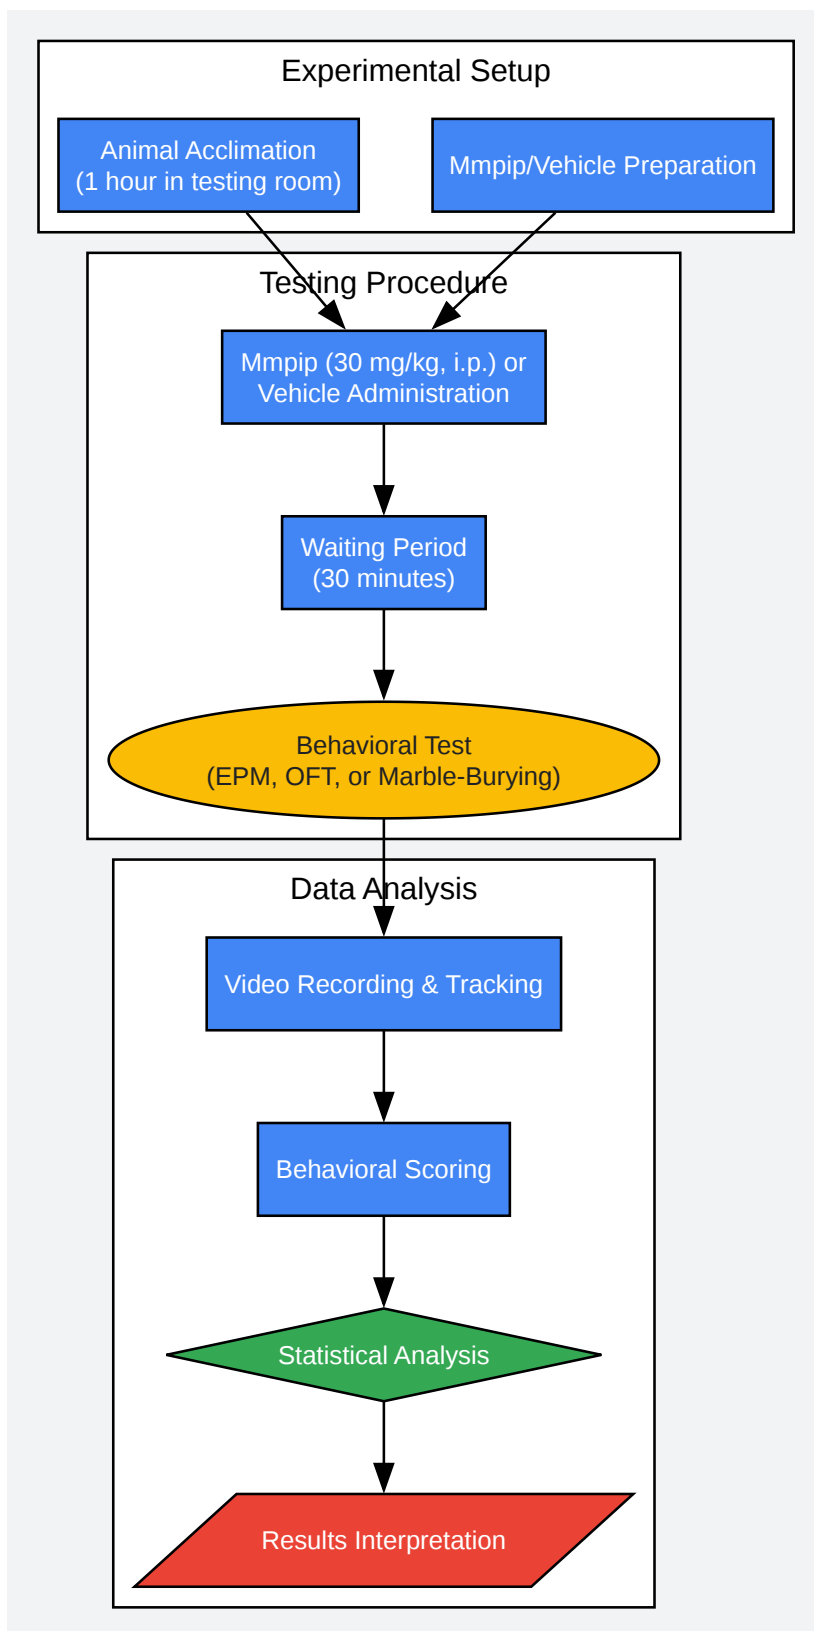 Experimental Setup
Animal Acclimation
(1 hour in testing room)
Mmpip/Vehicle Preparation
Testing Procedure
Mmpip (30 mg/kg, i.p.) or
Vehicle Administration
Waiting Period
(30 minutes)
Behavioral Test
(EPM, OFT, or Marble-Burying)
Data Analysis
Video Recording & Tracking
Behavioral Scoring
Statistical Analysis
Results Interpretation